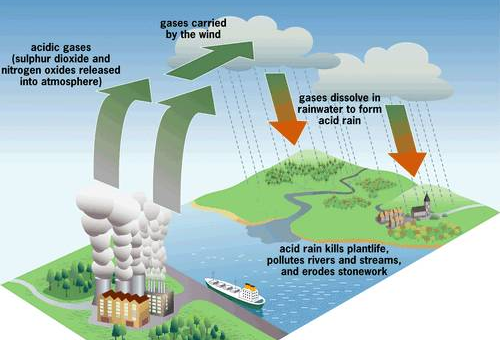 gases carried
by the wind
acidic gases
(sulphur dioxide and
nitrogen oxides released
into atmosphere)
gases dissolve in
rainwater to form
acid rain
acid rain kills plantlife,
pollutes rivers and streams,
and erodes stonework